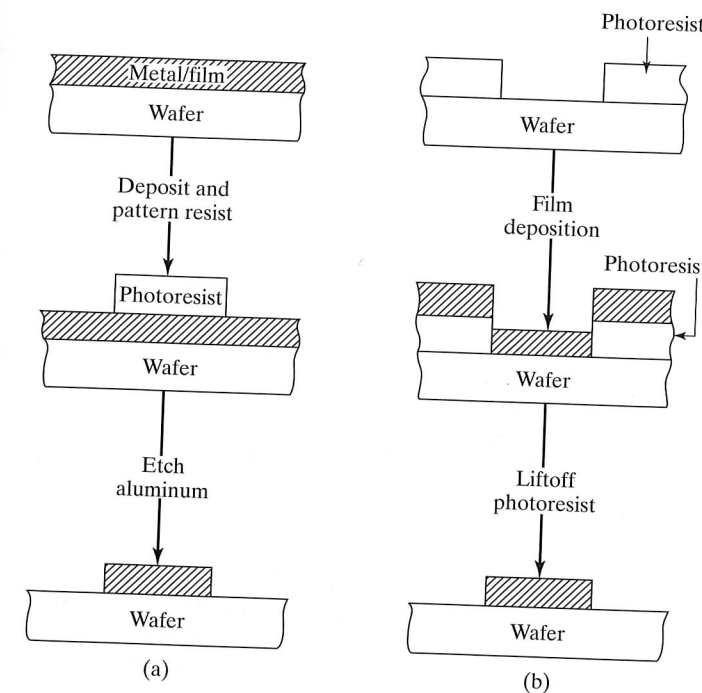 Metal/film
Wafer
Deposit and
pattern resist
Photoresist
Wafer
Etch
aluminum
Wafer
(a)
Photoresist
Wafer
Film
deposition
Photoresis
Wafer
Liftoff
photoresist
Wafer
(b)